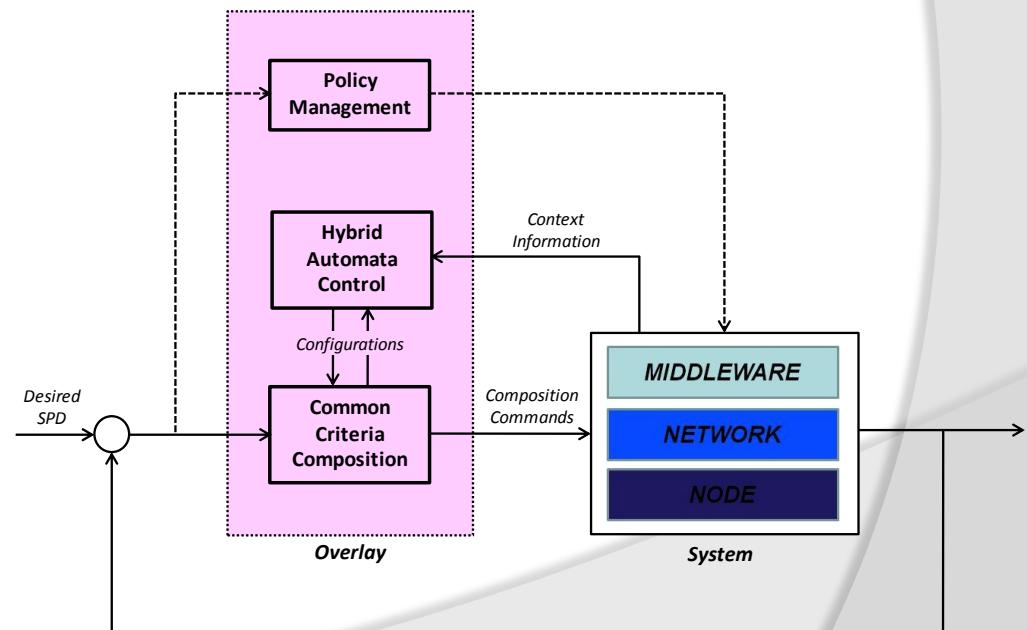 Policy
Management
Hybrid
Automata
Control
Context
Information
Configurations
Desired
SPD
Common
Criteria
Composition
Composition
Commands
MIDDLEWARE
NETWORK
NODE
Overlay
System